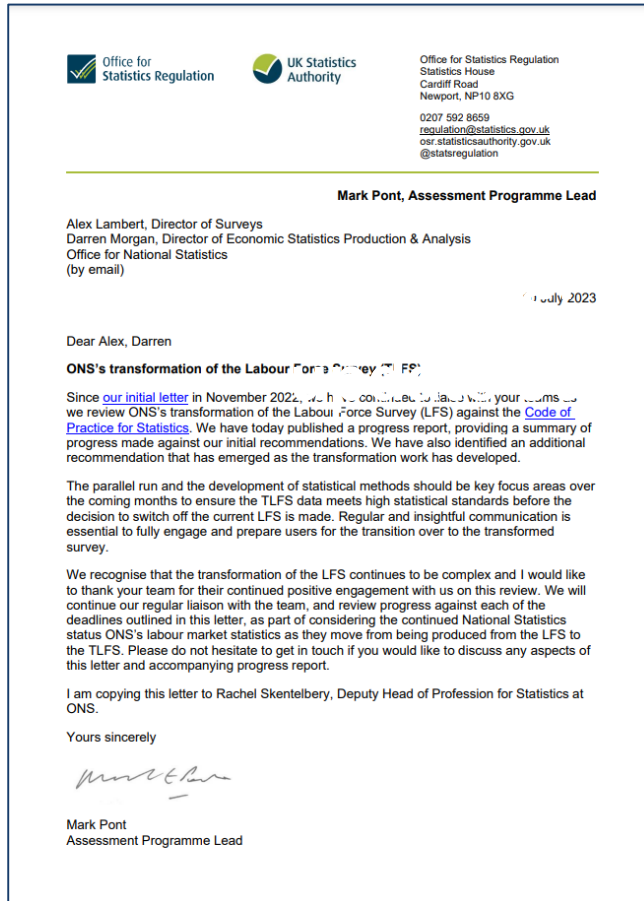 Office for
Statistics Regulation
UK Statistics
Authority
Office for Statistics Regulation
Statistics House
Cardiff Road
Newport, NP10 8XG
0207 592 8659
regulation@statistics.gov.uk
osr.statisticsauthority.gov.uk
@statsregulation
Mark Pont, Assessment Programme Lead
Alex Lambert, Director of Surveys
Darren Morgan, Director of Economic Statistics Production & Analysis
Office for National Statistics
(by email)
July 2023
Dear Alex, Darren
ONS's transformation of the Labour Force Survey (TLFS)
Since our initial letter in November 2022, we have continued to liaise with your teams as
we review ONS's transformation of the Labour Force Survey (LFS) against the Code of
Practice for Statistics. We have today published a progress report, providing a summary of
progress made against our initial recommendations. We have also identified an additional
recommendation that has emerged as the transformation work has developed.
The parallel run and the development of statistical methods should be key focus areas over
the coming months to ensure the TLFS data meets high statistical standards before the
decision to switch off the current LFS is made. Regular and insightful communication is
essential to fully engage and prepare users for the transition over to the transformed
survey.
We recognise that the transformation of the LFS continues to be complex and I would like
to thank your team for their continued positive engagement with us on this review. We will
continue our regular liaison with the team, and review progress against each of the
deadlines outlined in this letter, as part of considering the continued National Statistics
status ONS's labour market statistics as they move from being produced from the LFS to
the TLFS. Please do not hesitate to get in touch if you would like to discuss any aspects of
this letter and accompanying progress report.
I am copying this letter to Rachel Skentelbery, Deputy Head of Profession for Statistics at
ONS.
Yours sincerely
Mark Pont
Assessment Programme Lead